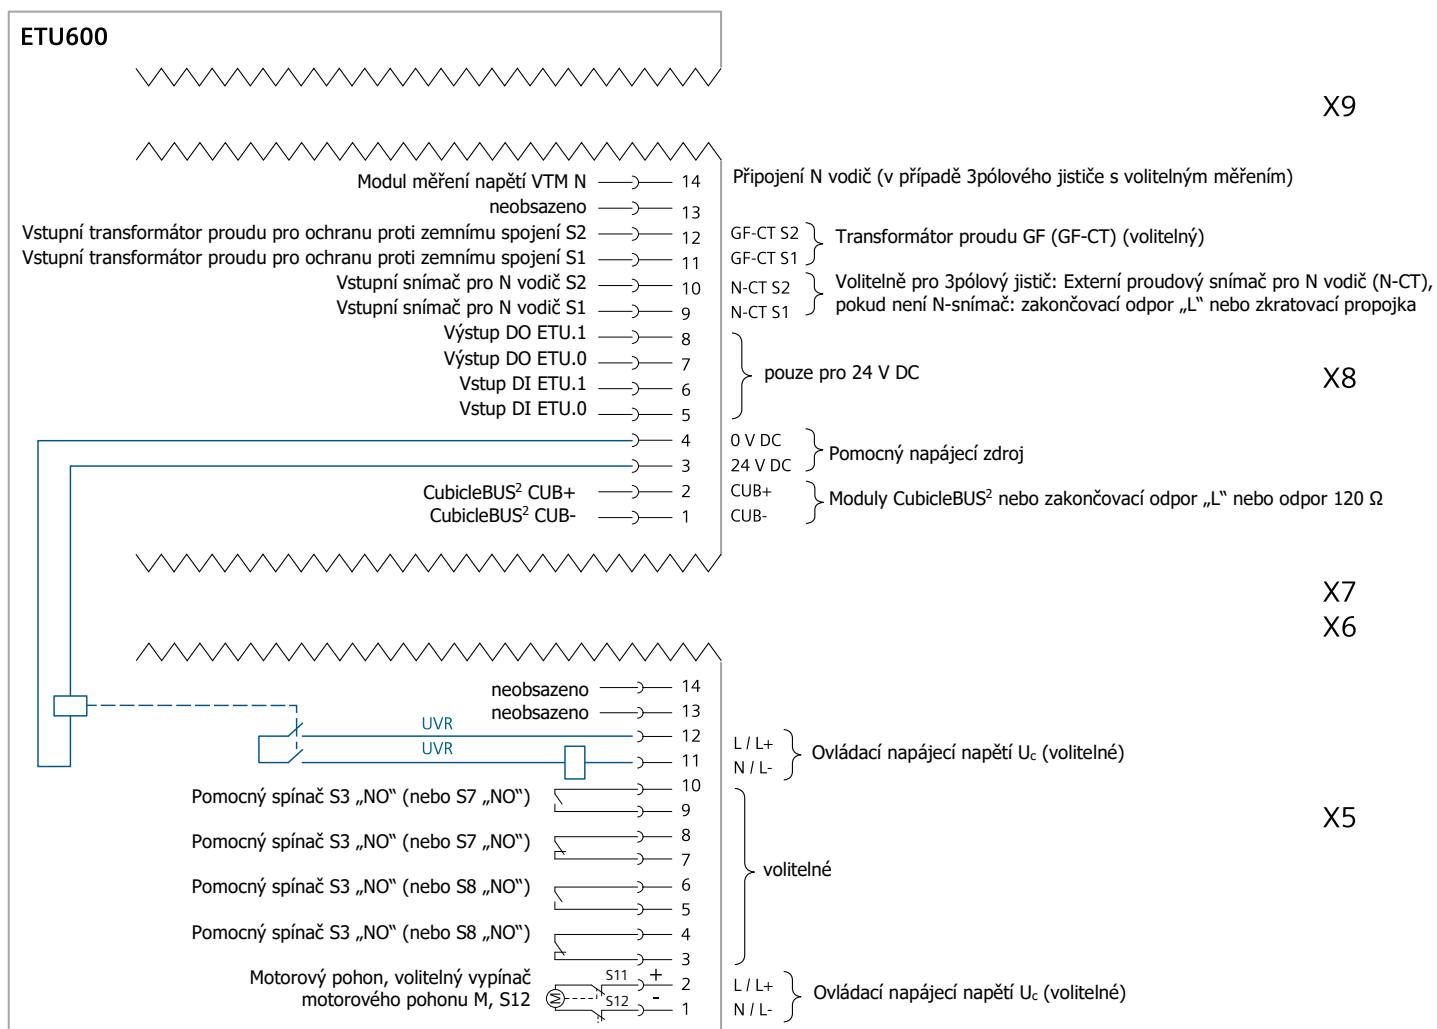 ETU600
X9
Modul měření napětí VTM N 14 Připojení N vodič (v případě 3pólového jističe s volitelným měřením)
neobsazeno 13
Vstupní transformátor proudu pro ochranu proti zemnímu spojení S2 12 GF-CT S2
Transformátor proudu GF (GF-CT) (volitelný)
Vstupní transformátor proudu pro ochranu proti zemnímu spojení S1 11 GF-CT S1
Vstupní snímač pro N vodič S2 10 N-CT S2
Volitelně pro 3pólový jistič: Externí proudový snímač pro N vodič (N-CT),
pokud není N-snímač: zakončovací odpor „L“ nebo zkratovací propojka
Vstupní snímač pro N vodič S1 9 N-CT S1
Výstup DO ETU.1 8
Výstup DO ETU.0 7
pouze pro 24 V DC
X8
Vstup DI ETU.1 6
Vstup DI ETU.0 5
4 0 V DC
Pomocný napájecí zdroj
3 24 V DC
CubicleBUS² CUB+ 2 CUB+
Moduly CubicleBUS² nebo zakončovací odpor „L“ nebo odpor 120 Ω
CubicleBUS² CUB- 1 CUB-
X7
X6
neobsazeno 14
neobsazeno 13
UVR 12 L / L+
Ovládací napájecí napětí Uc (volitelné)
UVR 11 N / L-
10
Pomocný spínač S3 „NO“ (nebo S7 „NO“)
9
X5
8
Pomocný spínač S3 „NO“ (nebo S7 „NO“)
7
volitelné
6
Pomocný spínač S3 „NO“ (nebo S8 „NO“)
5
4
Pomocný spínač S3 „NO“ (nebo S8 „NO“)
3
Motorový pohon, volitelný vypínač S11 + 2 L / L+
Ovládací napájecí napětí Uc (volitelné)
motorového pohonu M, S12 M S12 - 1 N / L-